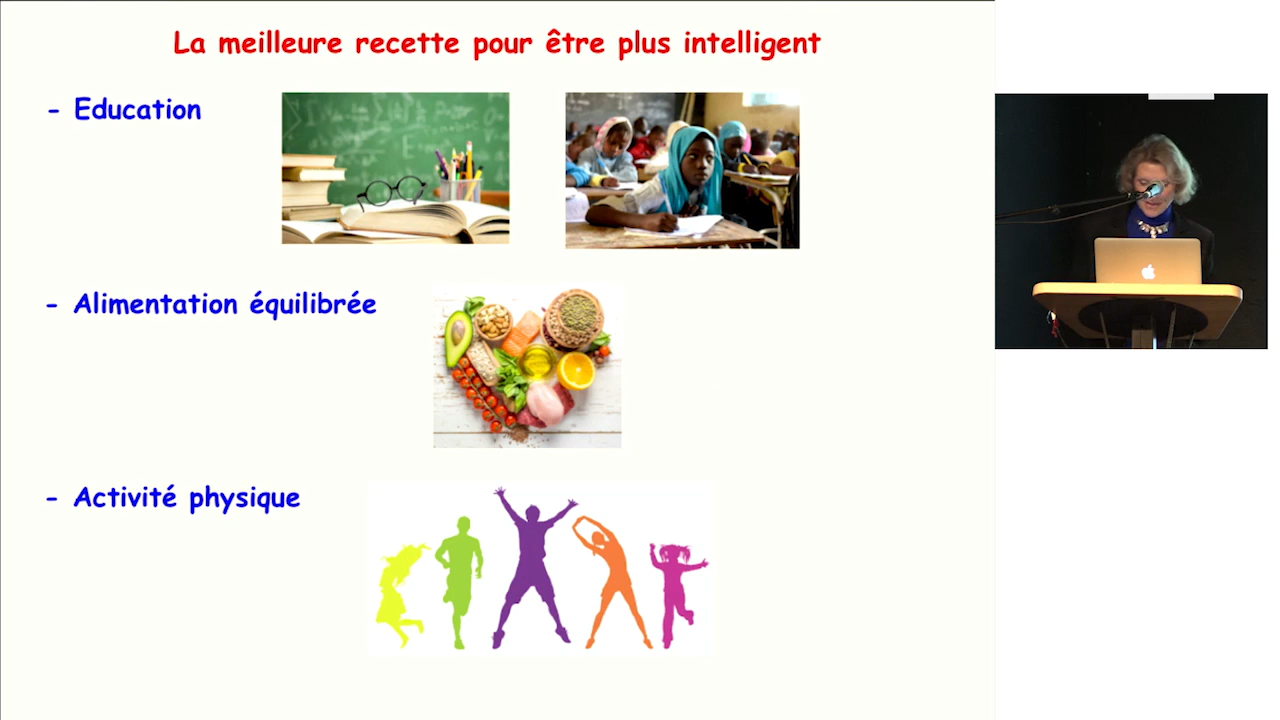 La meilleure recette pour être plus intelligent
- Education
- Alimentation équilibrée
- Activité physique